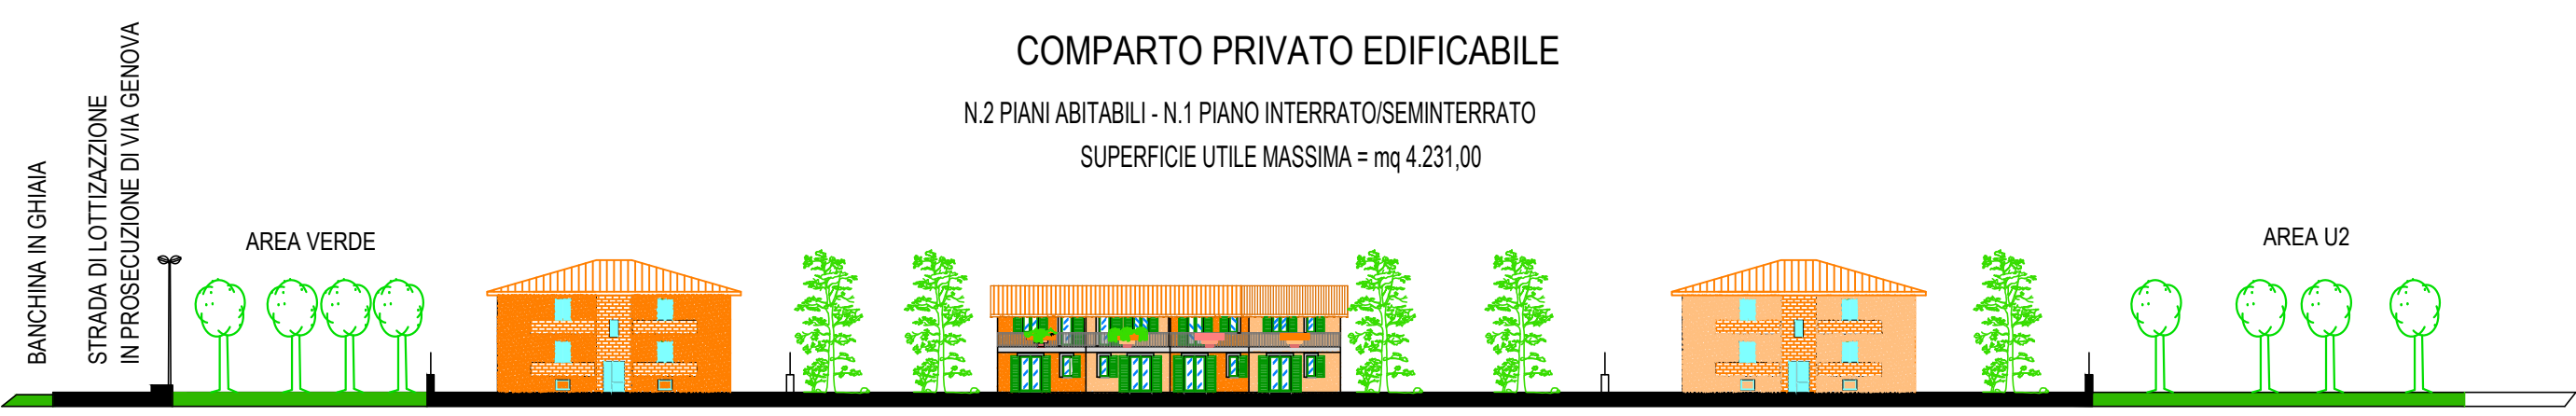 BANCHINA IN GHIAIA
STRADA DI LOTTIZAZZIONE
IN PROSECUZIONE DI VIA GENOVA
AREA VERDE
COMPARTO PRIVATO EDIFICABILE
N.2 PIANI ABITABILI - N.1 PIANO INTERRATO/SEMINTERRATO
SUPERFICIE UTILE MASSIMA = mq 4.231,00
AREA U2